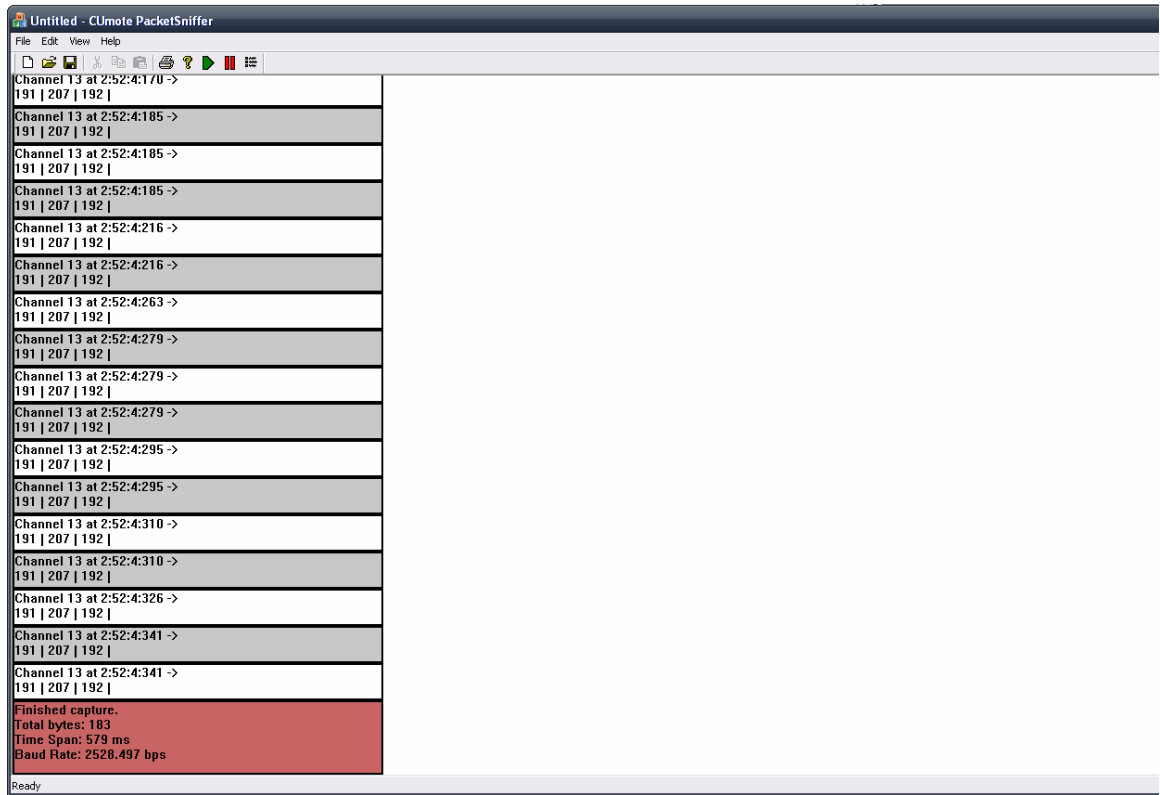 Untitled - CUmote PacketSniffer
File Edit View Help
Channel 13 at 2:52:4:170 ->
191 | 207 | 192 |
Channel 13 at 2:52:4:185 ->
191 | 207 | 192 |
Channel 13 at 2:52:4:185 ->
191 | 207 | 192 |
Channel 13 at 2:52:4:185 ->
191 | 207 | 192 |
Channel 13 at 2:52:4:216 ->
191 | 207 | 192 |
Channel 13 at 2:52:4:216 ->
191 | 207 | 192 |
Channel 13 at 2:52:4:263 ->
191 | 207 | 192 |
Channel 13 at 2:52:4:279 ->
191 | 207 | 192 |
Channel 13 at 2:52:4:279 ->
191 | 207 | 192 |
Channel 13 at 2:52:4:279 ->
191 | 207 | 192 |
Channel 13 at 2:52:4:295 ->
191 | 207 | 192 |
Channel 13 at 2:52:4:295 ->
191 | 207 | 192 |
Channel 13 at 2:52:4:310 ->
191 | 207 | 192 |
Channel 13 at 2:52:4:310 ->
191 | 207 | 192 |
Channel 13 at 2:52:4:326 ->
191 | 207 | 192 |
Channel 13 at 2:52:4:341 ->
191 | 207 | 192 |
Channel 13 at 2:52:4:341 ->
191 | 207 | 192 |
Finished capture.
Total bytes: 183
Time Span: 579 ms
Baud Rate: 2528.497 bps
Ready